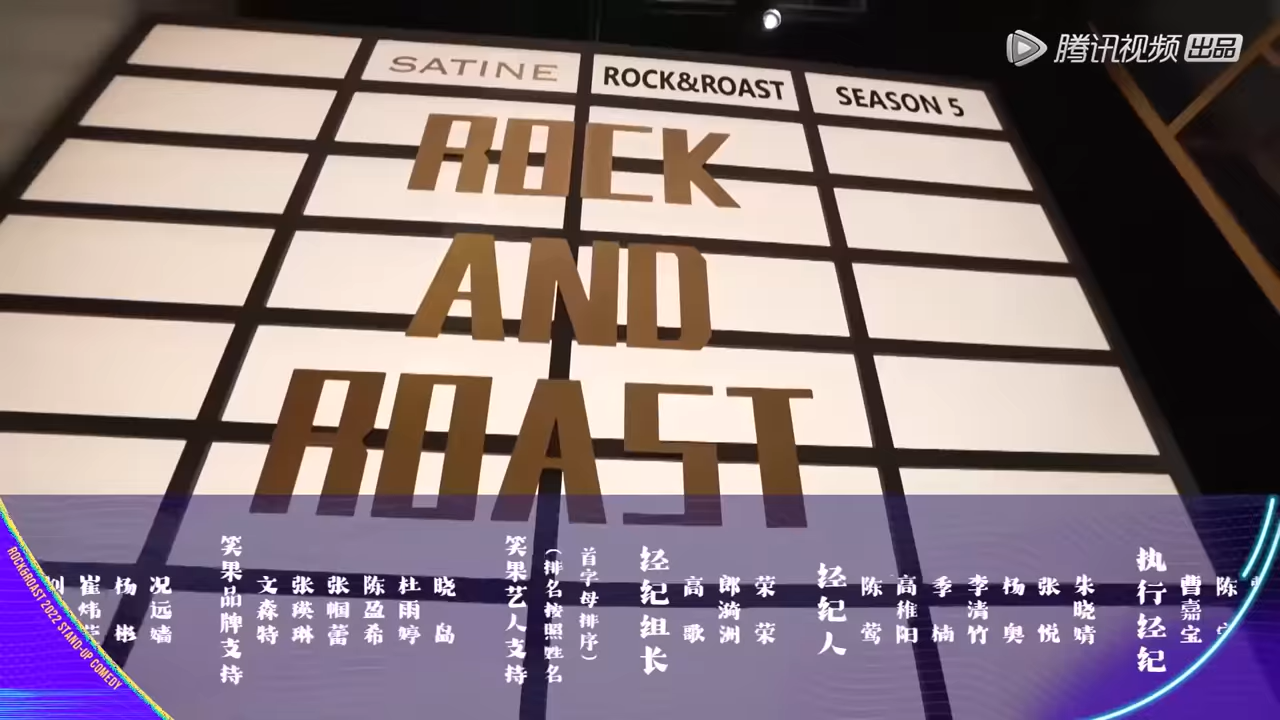 腾讯视频 出品
SATINE
ROCK&ROAST
SEASON 5
ROCK
AND
ROAST
ROCK&ROAST 2022 STAND-UP COMEDY
杨彬
况远嫱
笑果品牌支持
文森特
张瑛琳
张帼蕾
陈盈希
杜雨婷
晓岛
笑果艺人支持
(排名按照姓名
首字母排序)
经纪组长
高歌
郎漪洲
荣荣
经纪人
陈莺
高稚阳
季楠
李清竹
杨奥
张悦
朱晓婧
执行经纪
曹嘉宝
陈